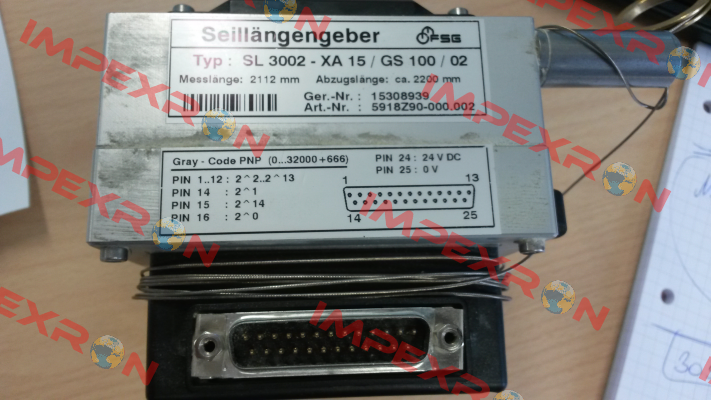 Seillängengeber FSG
Typ : SL 3002 - XA 15 / GS 100 / 02
Messlänge: 2112 mm Abzugslänge: ca. 2200 mm
Ger.-Nr. : 15308939
Art.-Nr. : 5918Z90-000.002
Gray - Code PNP (0...32000+666) PIN 24 : 24 V DC
PIN 25 : 0 V
PIN 1..12 : 2^2..2^13 1 13
PIN 14 : 2^1
PIN 15 : 2^14
PIN 16 : 2^0 14 25
IMPEXRON